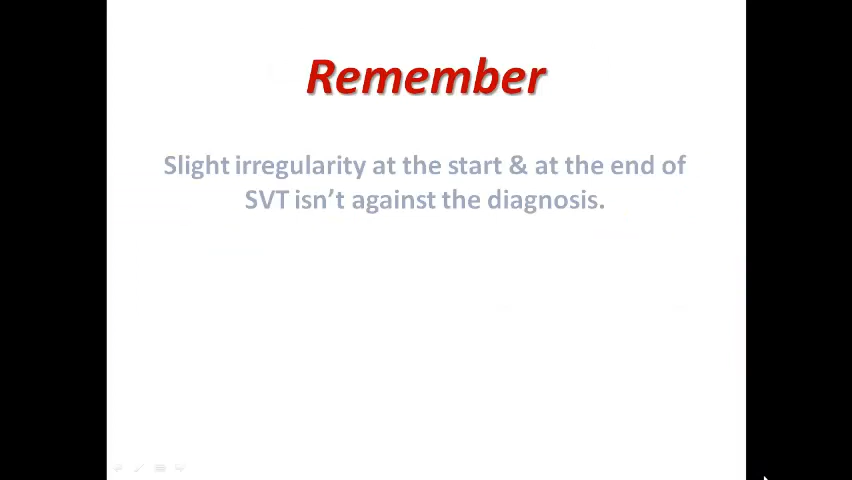 Remember
Slight irregularity at the start & at the end of
SVT isn’t against the diagnosis.